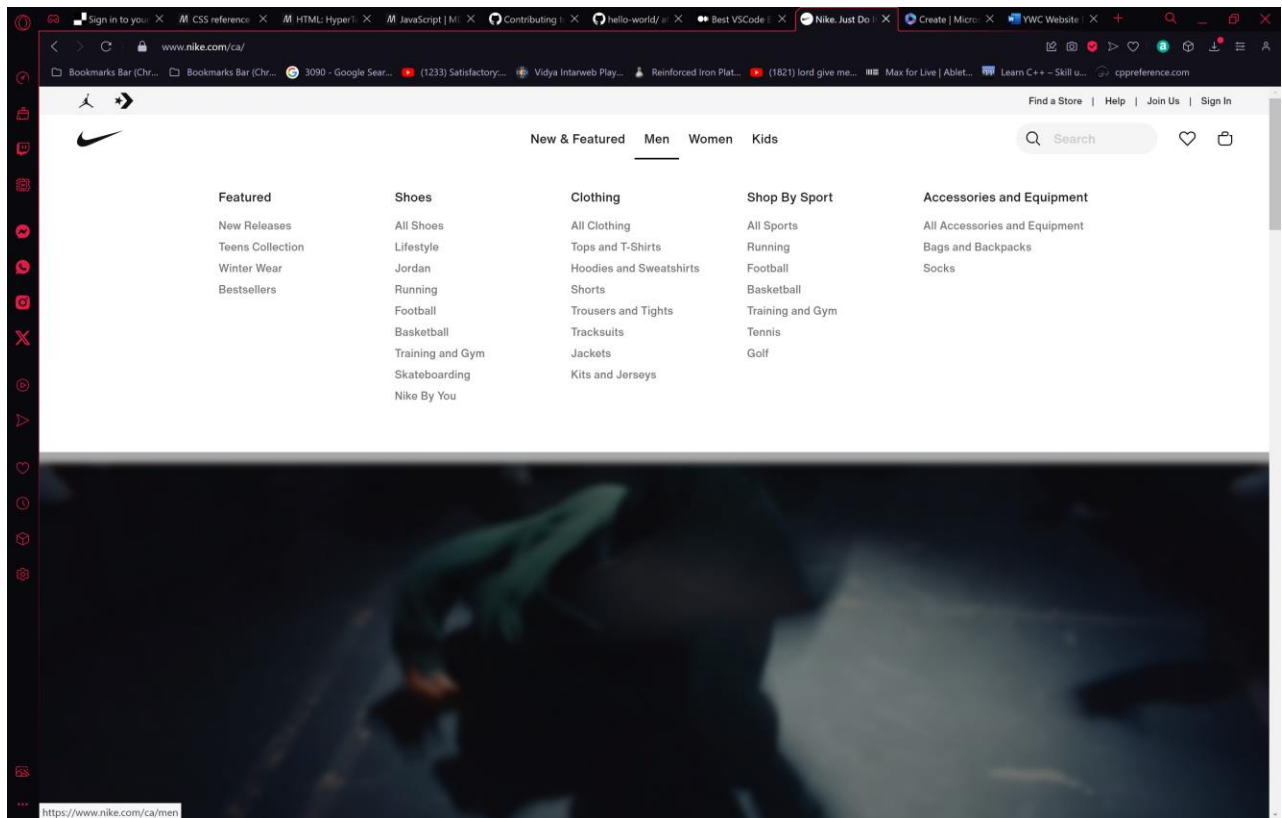 Sign in to your
CSS reference
HTML: HyperT
JavaScript | M
Contributing t
hello-world/ a
Best VSCode E
Nike. Just Do I
Create | Micros
YWC Website |
www.nike.com/ca/
Bookmarks Bar (Chr...
Bookmarks Bar (Chr...
3090 - Google Sear...
(1233) Satisfactory:...
Vidya Intarweb Play...
Reinforced Iron Plat...
(1821) lord give me...
Max for Live | Ablet...
Learn C++ – Skill u...
cppreference.com
Find a Store | Help | Join Us | Sign In
New & Featured Men Women Kids
Search
Featured
New Releases
Teens Collection
Winter Wear
Bestsellers
Shoes
All Shoes
Lifestyle
Jordan
Running
Football
Basketball
Training and Gym
Skateboarding
Nike By You
Clothing
All Clothing
Tops and T-Shirts
Hoodies and Sweatshirts
Shorts
Trousers and Tights
Tracksuits
Jackets
Kits and Jerseys
Shop By Sport
All Sports
Running
Football
Basketball
Training and Gym
Tennis
Golf
Accessories and Equipment
All Accessories and Equipment
Bags and Backpacks
Socks
https://www.nike.com/ca/men